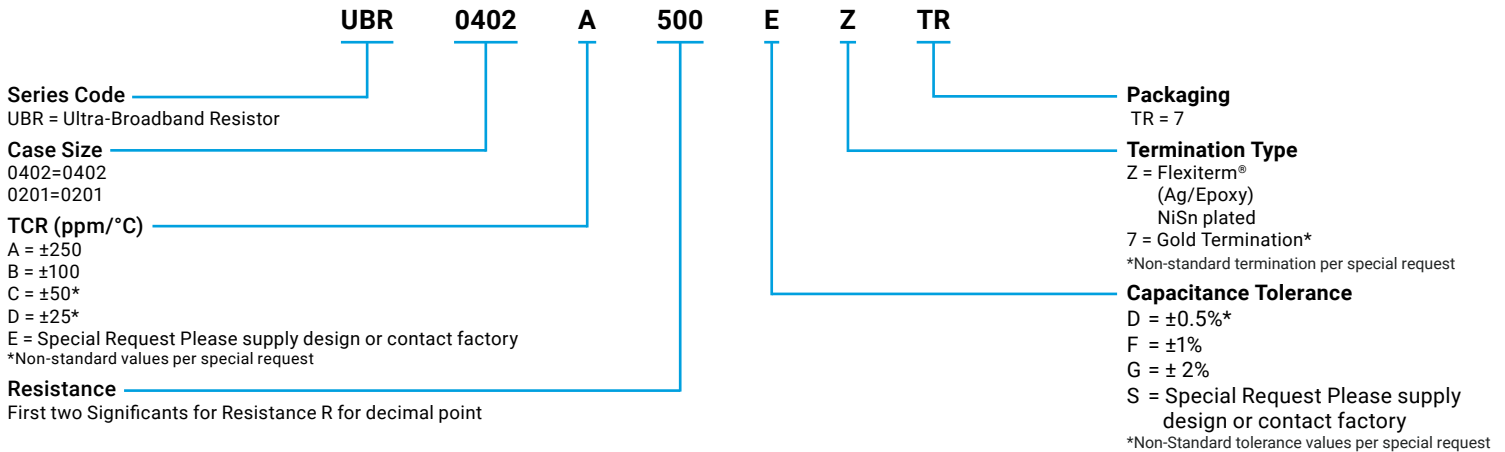 UBR 0402 A 500 E Z TR
Series Code
UBR = Ultra-Broadband Resistor
Case Size
0402=0402
0201=0201
TCR (ppm/°C)
A = ±250
B = ±100
C = ±50*
D = ±25*
E = Special Request Please supply design or contact factory
*Non-standard values per special request
Resistance
First two Significants for Resistance R for decimal point
Packaging
TR = 7
Termination Type
Z = Flexiterm®
(Ag/Epoxy)
NiSn plated
7 = Gold Termination*
*Non-standard termination per special request
Capacitance Tolerance
D = ±0.5%*
F = ±1%
G = ± 2%
S = Special Request Please supply
design or contact factory
*Non-Standard tolerance values per special request